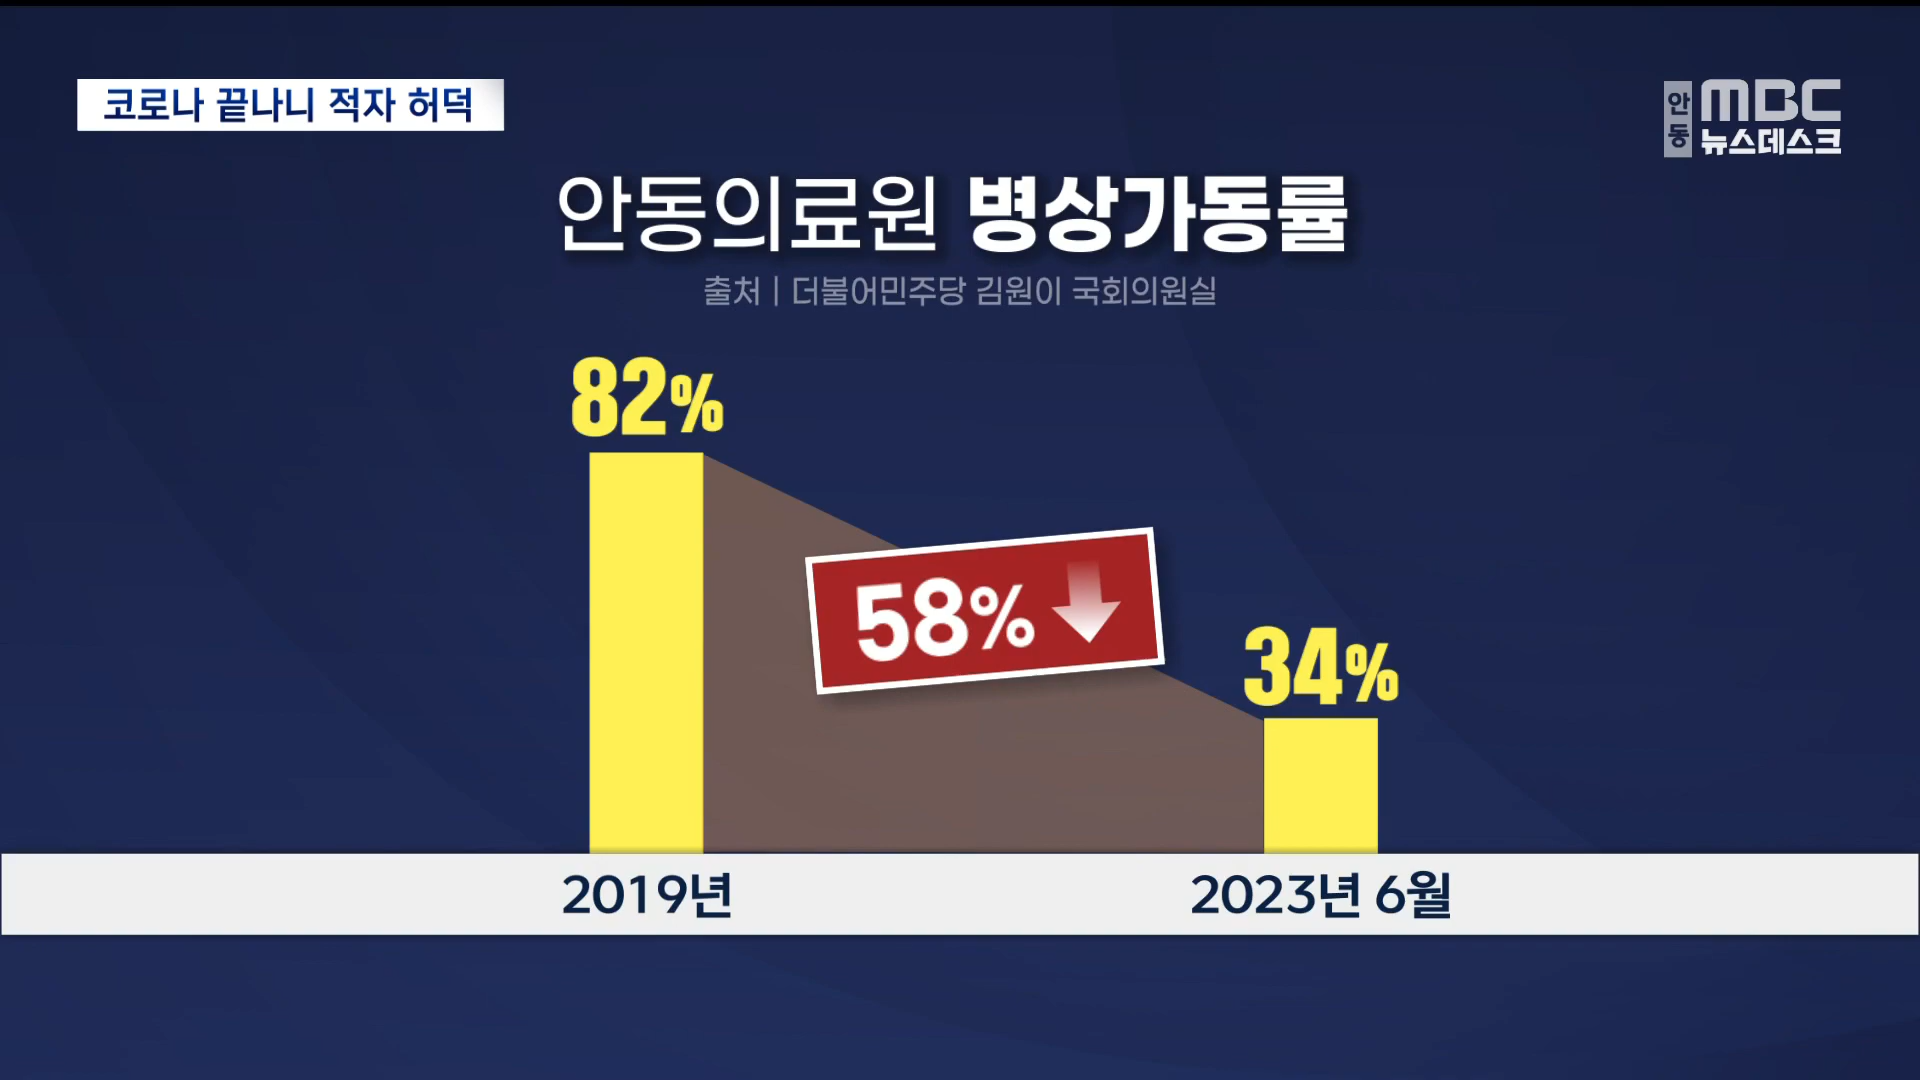 코로나 끝나니 적자 허덕
안동 MBC
뉴스데스크
안동의료원 병상가동률
출처 | 더불어민주당 김원이 국회의원실
82%
58%
34%
2019년
2023년 6월